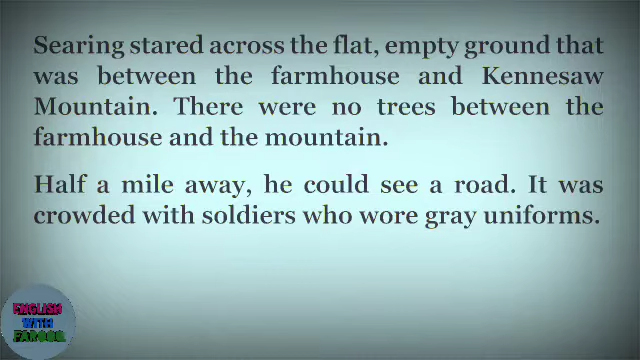 Searing stared across the flat, empty ground that
was between the farmhouse and Kennesaw
Mountain. There were no trees between the
farmhouse and the mountain.
Half a mile away, he could see a road. It was
crowded with soldiers who wore gray uniforms.
ENGLISH
WITH
FAROOQ